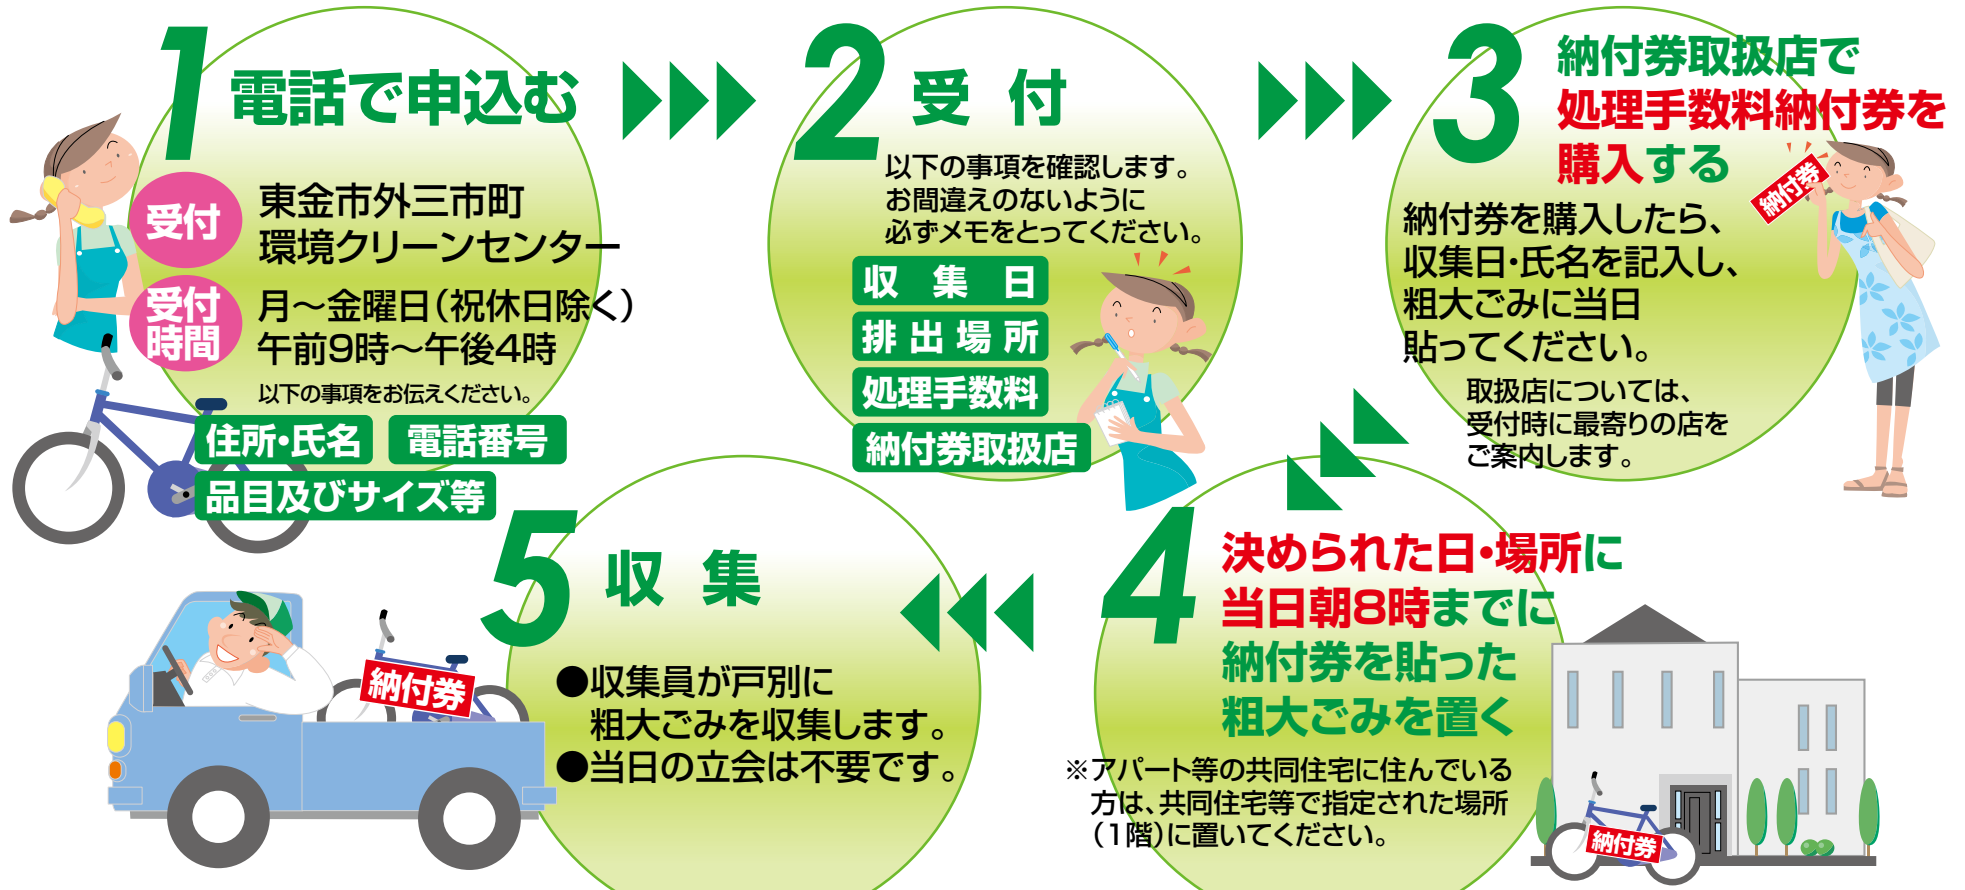 1
電話で申込む
受付
東金市外三市町
環境クリーンセンター
受付
時間
月～金曜日（祝休日除く）
午前9時～午後4時
以下の事項をお伝えください。
住所・氏名
電話番号
品目及びサイズ等
2
受付
以下の事項を確認します。
お間違えのないように
必ずメモをとってください。
収集日
排出場所
処理手数料
納付券取扱店
3
納付券取扱店で
処理手数料納付券を
購入する
納付券
納付券を購入したら、
収集日・氏名を記入し、
粗大ごみに当日
貼ってください。
取扱店については、
受付時に最寄りの店を
ご案内します。
4
決められた日・場所に
当日朝8時までに
納付券を貼った
粗大ごみを置く
※アパート等の共同住宅に住んでいる
方は、共同住宅等で指定された場所
（1階）に置いてください。
納付券
5
収集
●収集員が戸別に
粗大ごみを収集します。
●当日の立会は不要です。
納付券